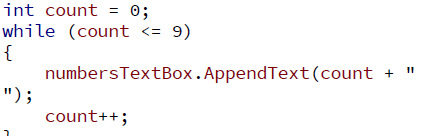 int count = 0;
while (count <= 9)
{
numbersTextBox.AppendText(count + "
");
count++;
}